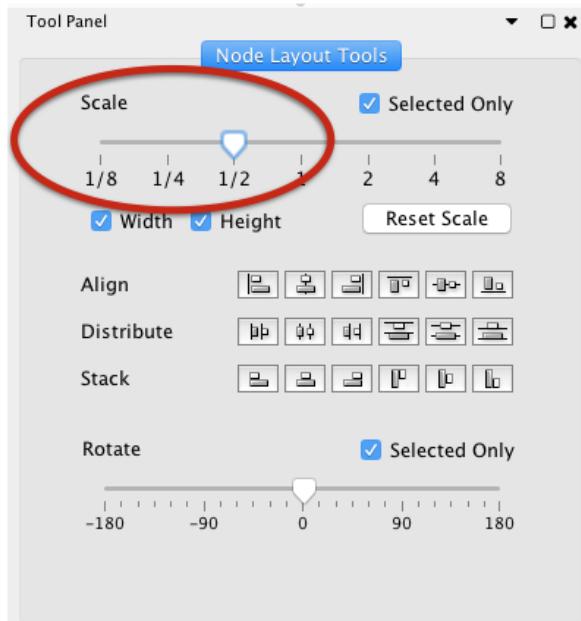 Tool Panel
Node Layout Tools
Scale
Selected Only
1/8 1/4 1/2 1 2 4 8
Width Height Reset Scale
Align
Distribute
Stack
Rotate
Selected Only
-180 -90 0 90 180